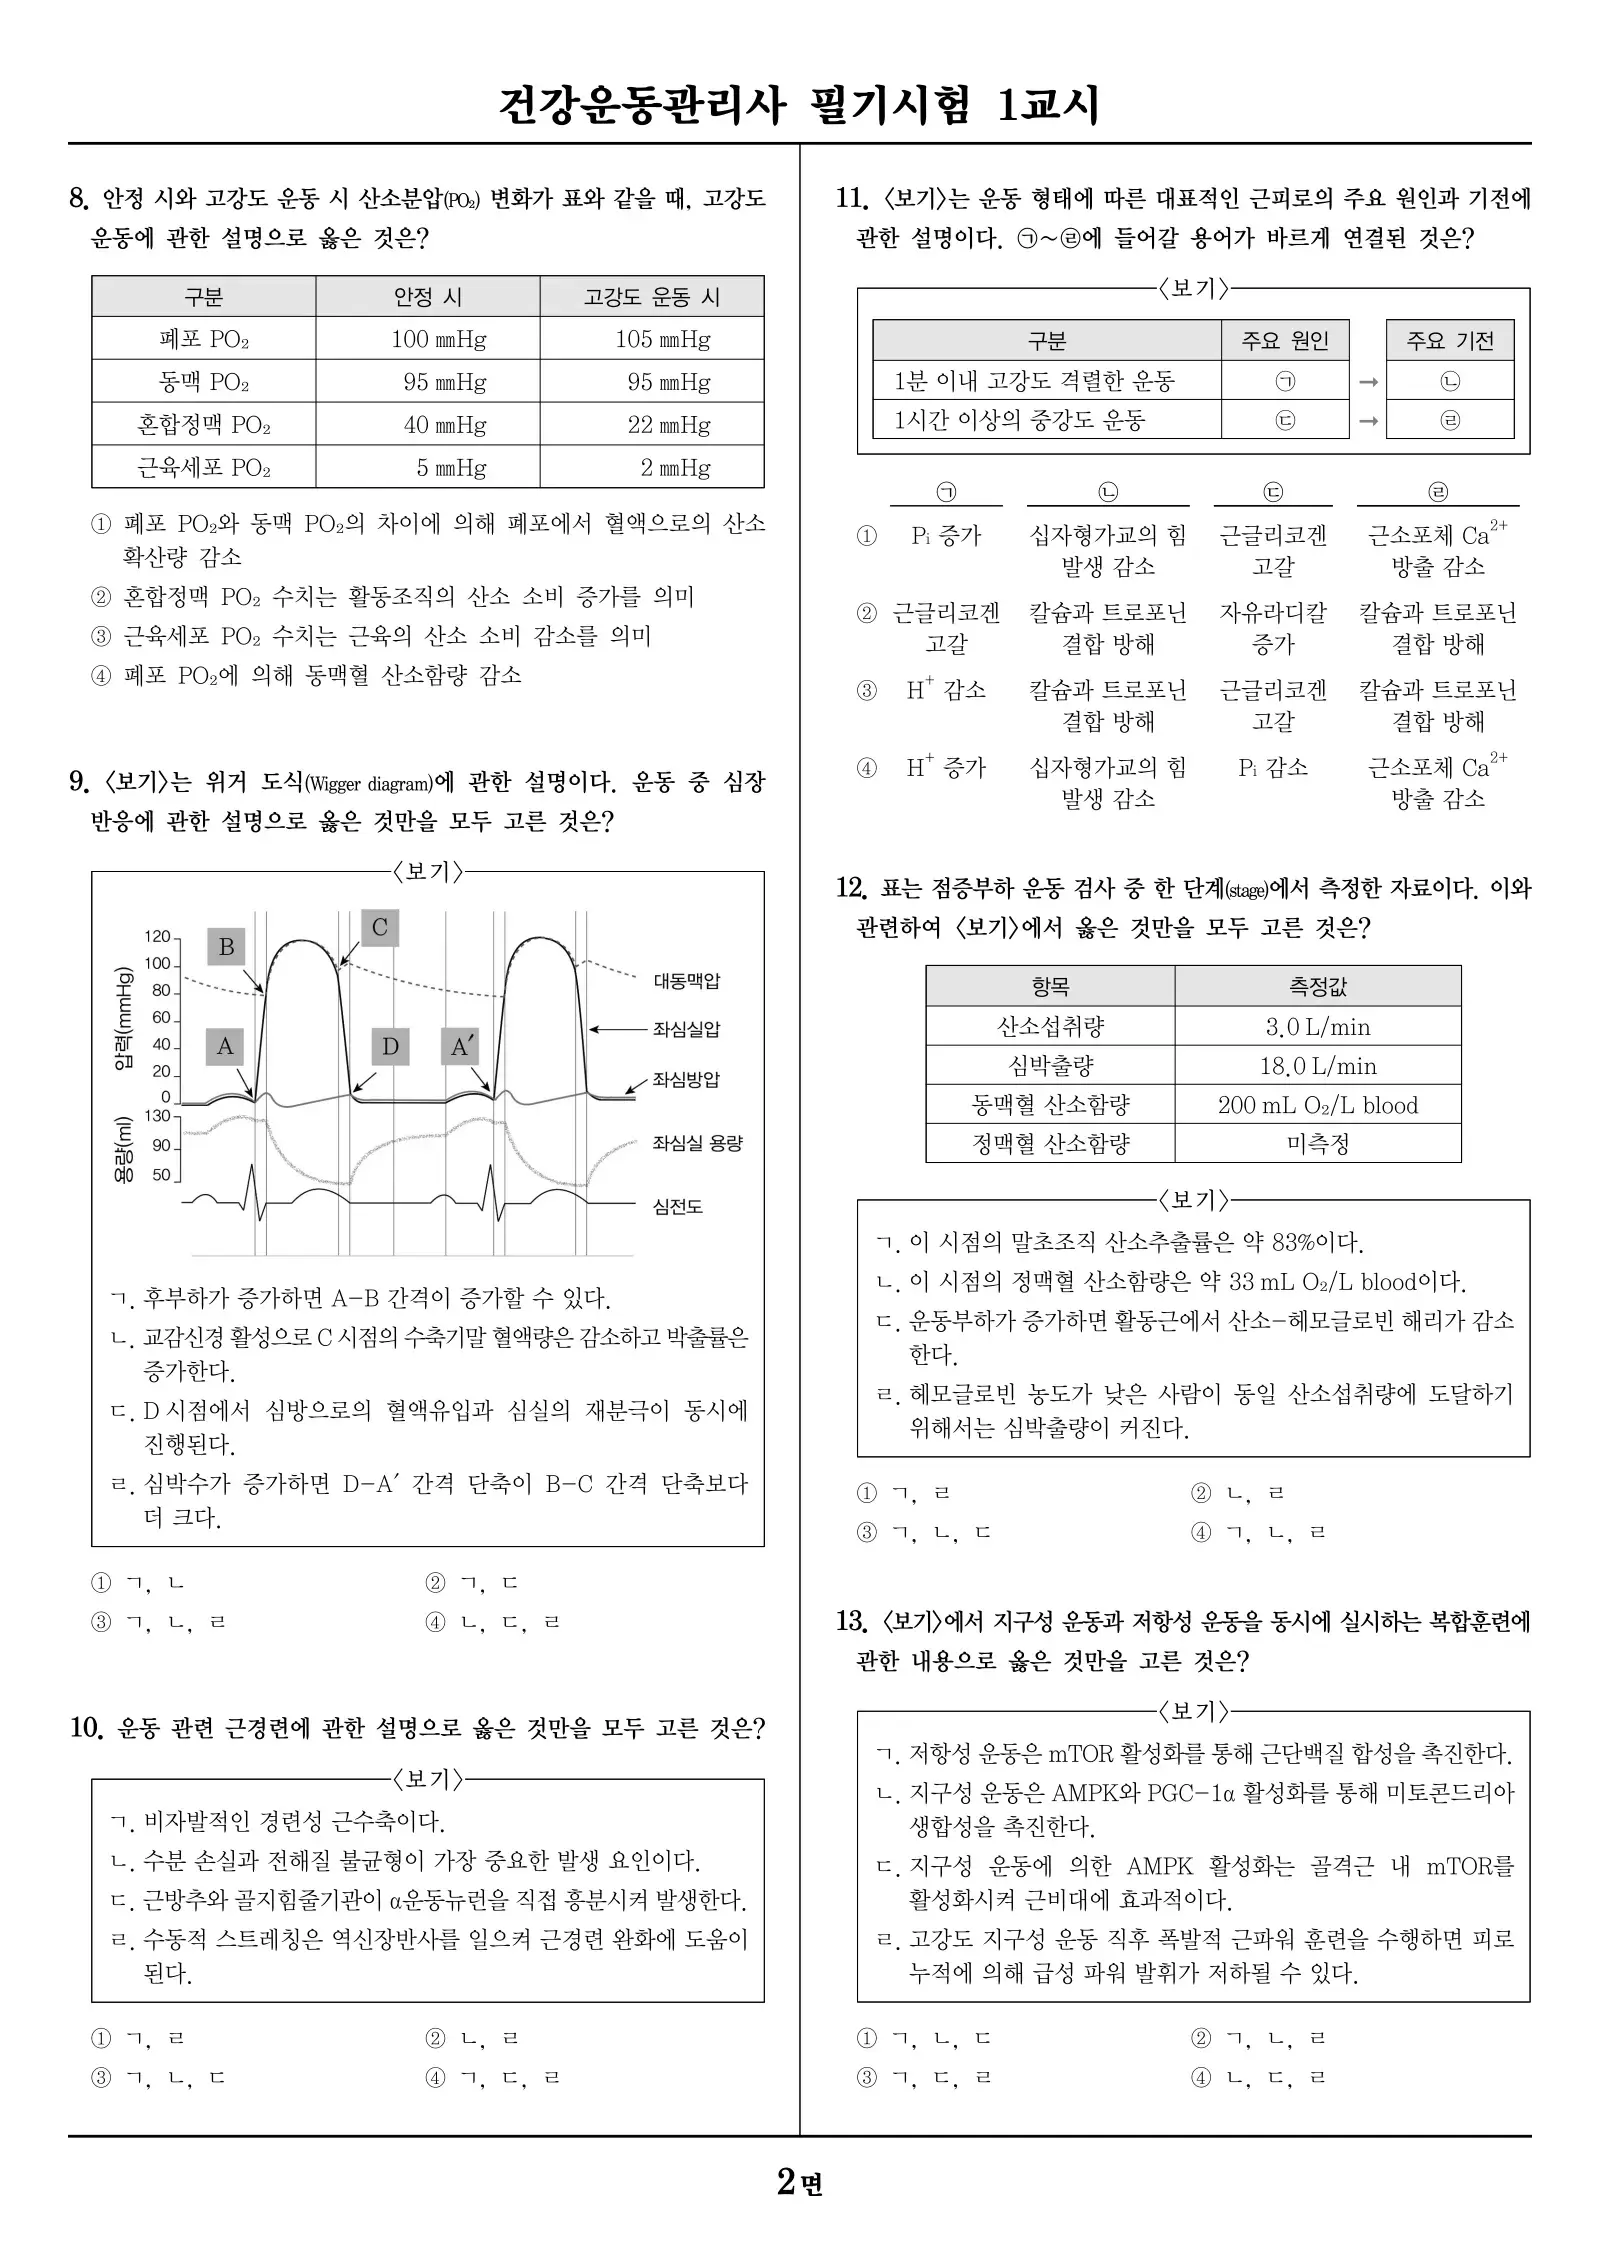 건강운동관리사 필기시험 1교시
8. 안정 시와 고강도 운동 시 산소분압(PO₂) 변화가 표와 같을 때, 고강도
운동에 관한 설명으로 옳은 것은?
구분 안정 시 고강도 운동 시
폐포 PO₂ 100 ㎜Hg 105 ㎜Hg
동맥 PO₂ 95 ㎜Hg 95 ㎜Hg
혼합정맥 PO₂ 40 ㎜Hg 22 ㎜Hg
근육세포 PO₂ 5 ㎜Hg 2 ㎜Hg
① 폐포 PO₂와 동맥 PO₂의 차이에 의해 폐포에서 혈액으로의 산소
확산량 감소
② 혼합정맥 PO₂ 수치는 활동조직의 산소 소비 증가를 의미
③ 근육세포 PO₂ 수치는 근육의 산소 소비 감소를 의미
④ 폐포 PO₂에 의해 동맥혈 산소함량 감소
9. 〈보기〉는 위거 도식(Wigger diagram)에 관한 설명이다. 운동 중 심장
반응에 관한 설명으로 옳은 것만을 모두 고른 것은?
〈보기〉
압력(mmHg)
120
100
80
60
40
20
0
용량(ml)
130
90
50
A
B
C
D
A′
대동맥압
좌심실압
좌심방압
좌심실 용량
심전도
ㄱ. 후부하가 증가하면 A-B 간격이 증가할 수 있다.
ㄴ. 교감신경 활성으로 C 시점의 수축기말 혈액량은 감소하고 박출률은
증가한다.
ㄷ. D 시점에서 심방으로의 혈액유입과 심실의 재분극이 동시에
진행된다.
ㄹ. 심박수가 증가하면 D-A′ 간격 단축이 B-C 간격 단축보다
더 크다.
① ㄱ, ㄴ ② ㄱ, ㄷ
③ ㄱ, ㄴ, ㄹ ④ ㄴ, ㄷ, ㄹ
10. 운동 관련 근경련에 관한 설명으로 옳은 것만을 모두 고른 것은?
〈보기〉
ㄱ. 비자발적인 경련성 근수축이다.
ㄴ. 수분 손실과 전해질 불균형이 가장 중요한 발생 요인이다.
ㄷ. 근방추와 골지힘줄기관이 α운동뉴런을 직접 흥분시켜 발생한다.
ㄹ. 수동적 스트레칭은 역신장반사를 일으켜 근경련 완화에 도움이
된다.
① ㄱ, ㄹ ② ㄴ, ㄹ
③ ㄱ, ㄴ, ㄷ ④ ㄱ, ㄷ, ㄹ
11. 〈보기〉는 운동 형태에 따른 대표적인 근피로의 주요 원인과 기전에
관한 설명이다. ㉠~㉣에 들어갈 용어가 바르게 연결된 것은?
〈보기〉
구분 주요 원인 주요 기전
1분 이내 고강도 격렬한 운동 ㉠ → ㉡
1시간 이상의 중강도 운동 ㉢ → ㉣
㉠ ㉡ ㉢ ㉣
① Pi 증가 십자형가교의 힘 근글리코겐 근소포체 Ca²⁺
발생 감소 고갈 방출 감소
② 근글리코겐 칼슘과 트로포닌 자유라디칼 칼슘과 트로포닌
고갈 결합 방해 증가 결합 방해
③ H⁺ 감소 칼슘과 트로포닌 근글리코겐 칼슘과 트로포닌
결합 방해 고갈 결합 방해
④ H⁺ 증가 십자형가교의 힘 Pi 감소 근소포체 Ca²⁺
발생 감소 방출 감소
12. 표는 점증부하 운동 검사 중 한 단계(stage)에서 측정한 자료이다. 이와
관련하여 〈보기〉에서 옳은 것만을 모두 고른 것은?
항목 측정값
산소섭취량 3.0 L/min
심박출량 18.0 L/min
동맥혈 산소함량 200 mL O₂/L blood
정맥혈 산소함량 미측정
〈보기〉
ㄱ. 이 시점의 말초조직 산소추출률은 약 83%이다.
ㄴ. 이 시점의 정맥혈 산소함량은 약 33 mL O₂/L blood이다.
ㄷ. 운동부하가 증가하면 활동근에서 산소-헤모글로빈 해리가 감소
한다.
ㄹ. 헤모글로빈 농도가 낮은 사람이 동일 산소섭취량에 도달하기
위해서는 심박출량이 커진다.
① ㄱ, ㄹ ② ㄴ, ㄹ
③ ㄱ, ㄴ, ㄷ ④ ㄱ, ㄴ, ㄹ
13. 〈보기〉에서 지구성 운동과 저항성 운동을 동시에 실시하는 복합훈련에
관한 내용으로 옳은 것만을 고른 것은?
〈보기〉
ㄱ. 저항성 운동은 mTOR 활성화를 통해 근단백질 합성을 촉진한다.
ㄴ. 지구성 운동은 AMPK와 PGC-1α 활성화를 통해 미토콘드리아
생합성을 촉진한다.
ㄷ. 지구성 운동에 의한 AMPK 활성화는 골격근 내 mTOR를
활성화시켜 근비대에 효과적이다.
ㄹ. 고강도 지구성 운동 직후 폭발적 근파워 훈련을 수행하면 피로
누적에 의해 급성 파워 발휘가 저하될 수 있다.
① ㄱ, ㄴ, ㄷ ② ㄱ, ㄴ, ㄹ
③ ㄱ, ㄷ, ㄹ ④ ㄴ, ㄷ, ㄹ
2면